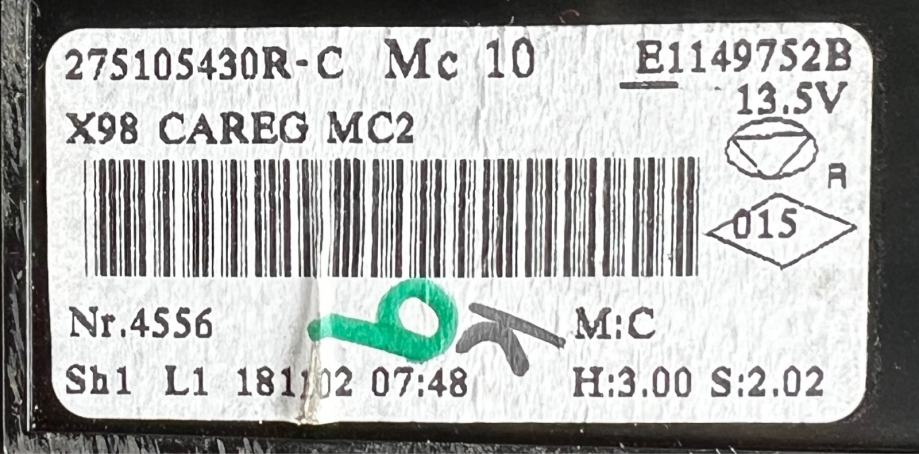 275105430R-C Mc 10 E1149752B
13.5V
X98 CAREG MC2
R
015
Nr.4556 M:C
Sh1 L1 181102 07:48 H:3.00 S:2.02